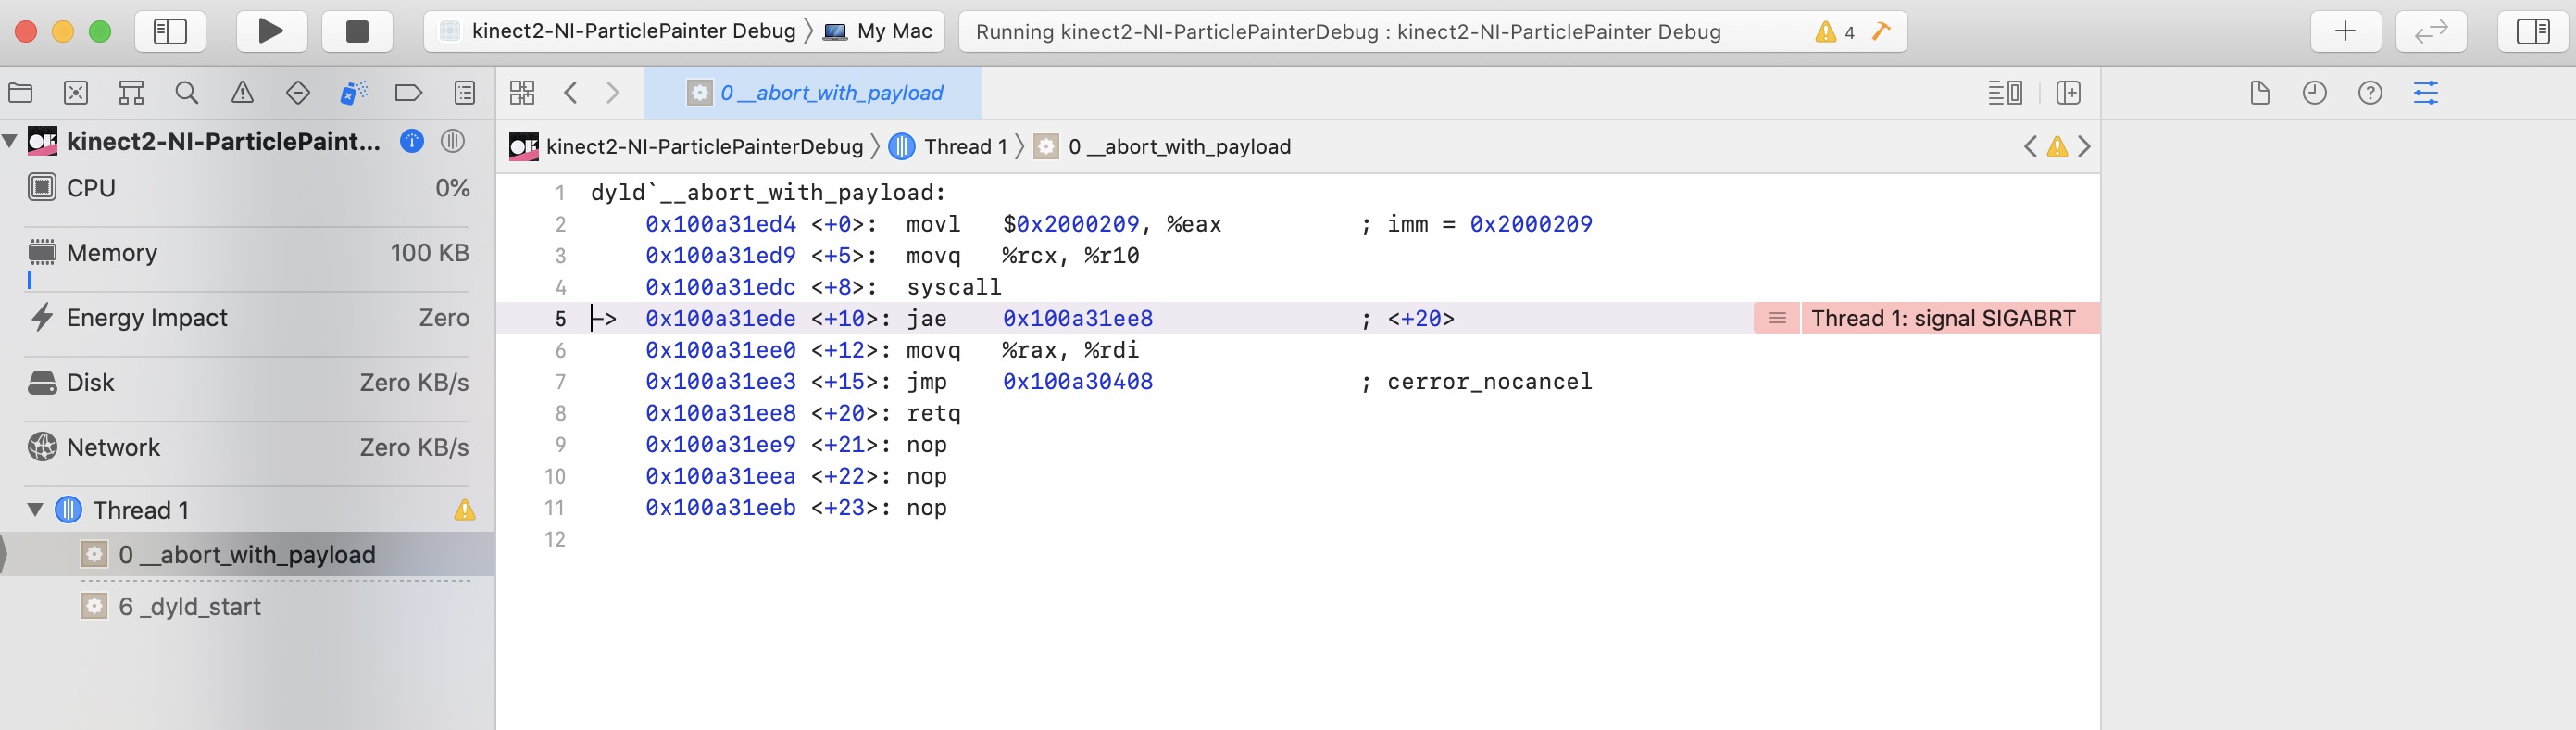 kinect2-NI-ParticlePainter Debug 〉 My Mac
Running kinect2-NI-ParticlePainterDebug : kinect2-NI-ParticlePainter Debug
4
0 __abort_with_payload
kinect2-NI-ParticlePaint...
CPU 0%
Memory 100 KB
Energy Impact Zero
Disk Zero KB/s
Network Zero KB/s
Thread 1
0 __abort_with_payload
6 _dyld_start
kinect2-NI-ParticlePainterDebug 〉 Thread 1 〉 0 __abort_with_payload
1 dyld`__abort_with_payload:
2 0x100a31ed4 <+0>: movl $0x2000209, %eax ; imm = 0x2000209
3 0x100a31ed9 <+5>: movq %rcx, %r10
4 0x100a31edc <+8>: syscall
5 -> 0x100a31ede <+10>: jae 0x100a31ee8 ; <+20> Thread 1: signal SIGABRT
6 0x100a31ee0 <+12>: movq %rax, %rdi
7 0x100a31ee3 <+15>: jmp 0x100a30408 ; cerror_nocancel
8 0x100a31ee8 <+20>: retq
9 0x100a31ee9 <+21>: nop
10 0x100a31eea <+22>: nop
11 0x100a31eeb <+23>: nop
12